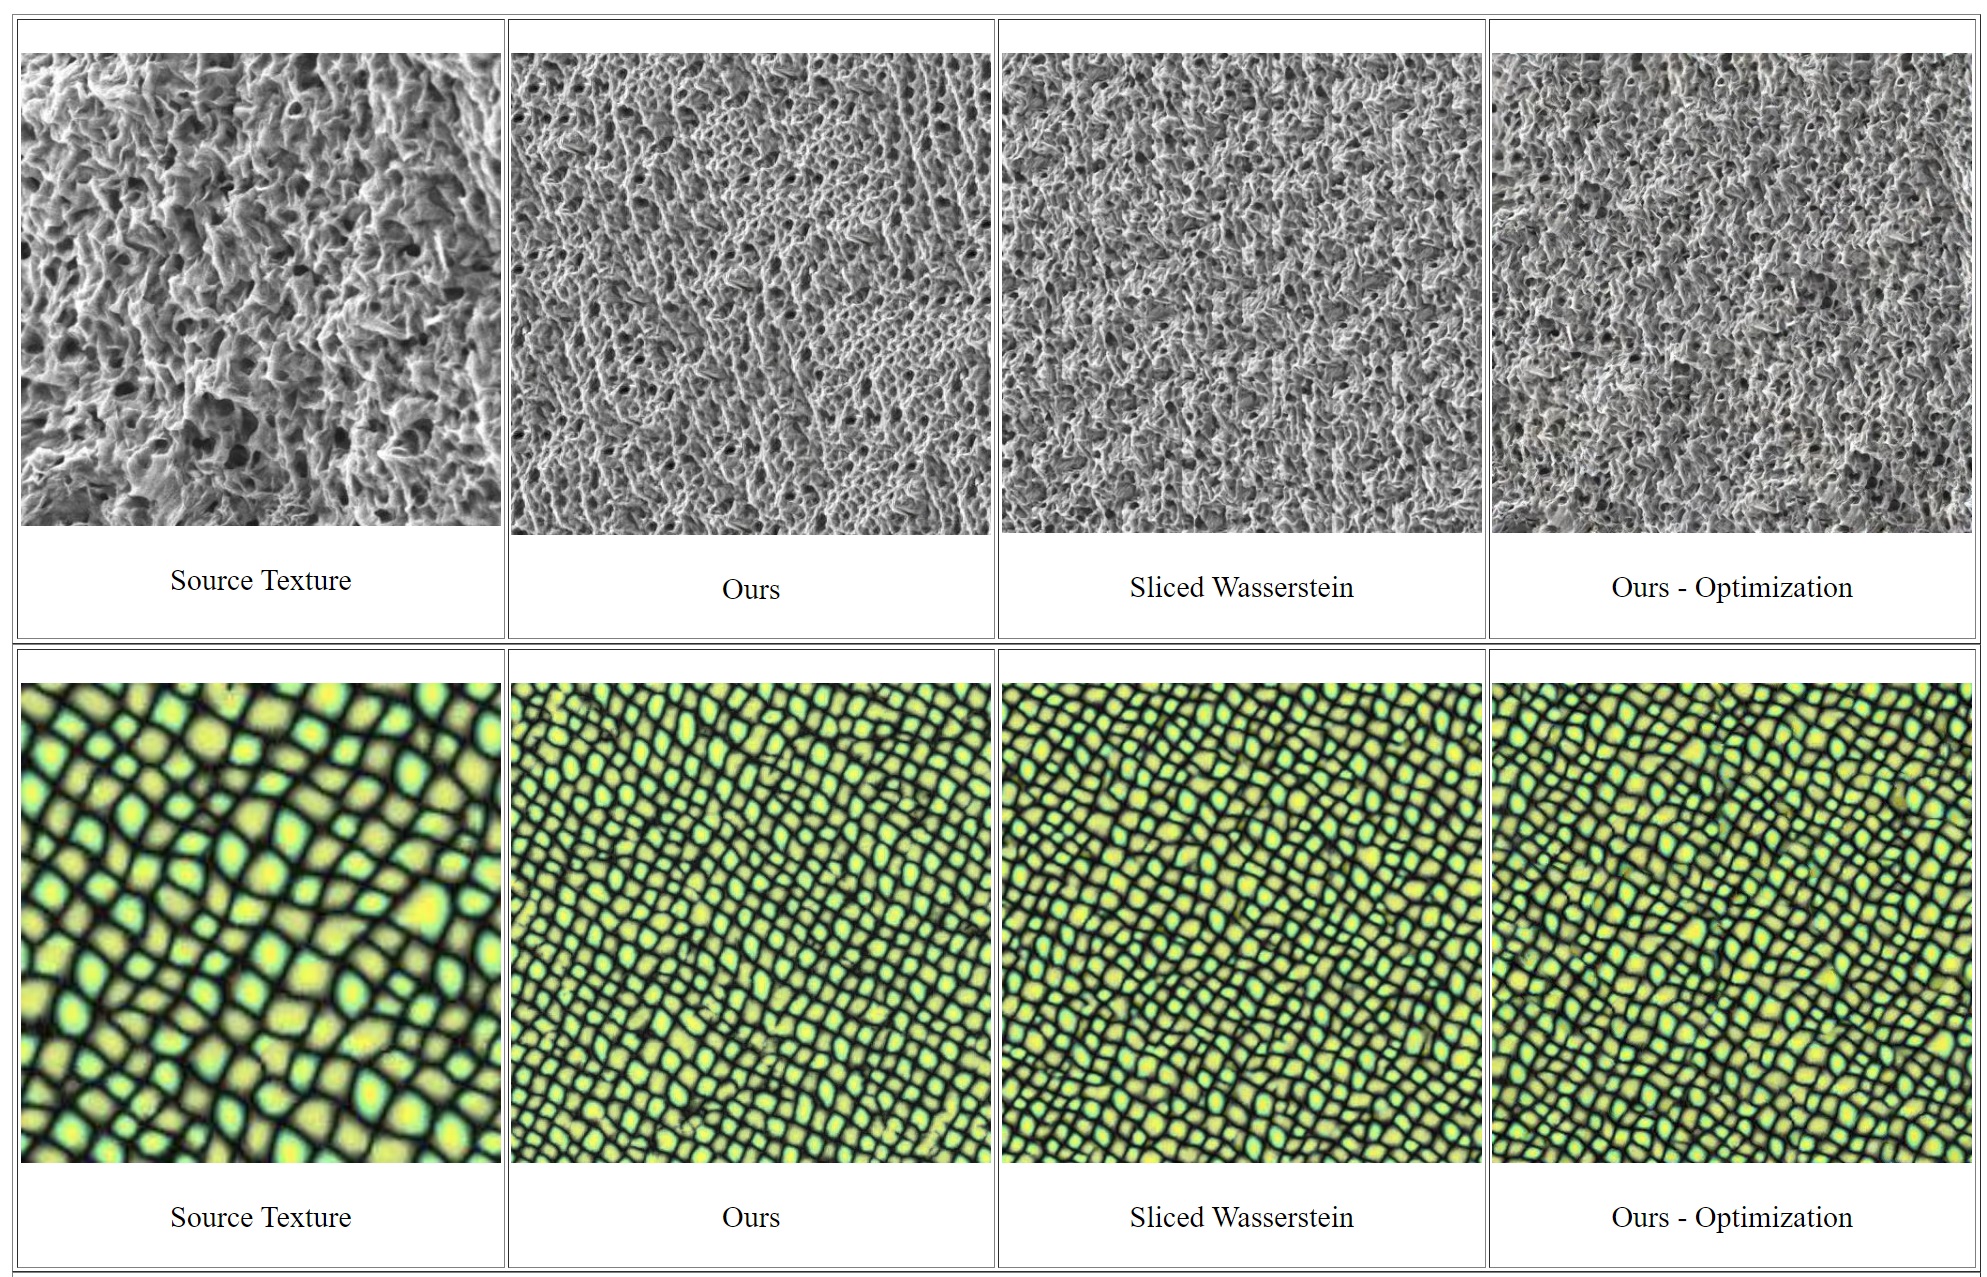 Source Texture
Ours
Sliced Wasserstein
Ours - Optimization
Source Texture
Ours
Sliced Wasserstein
Ours - Optimization